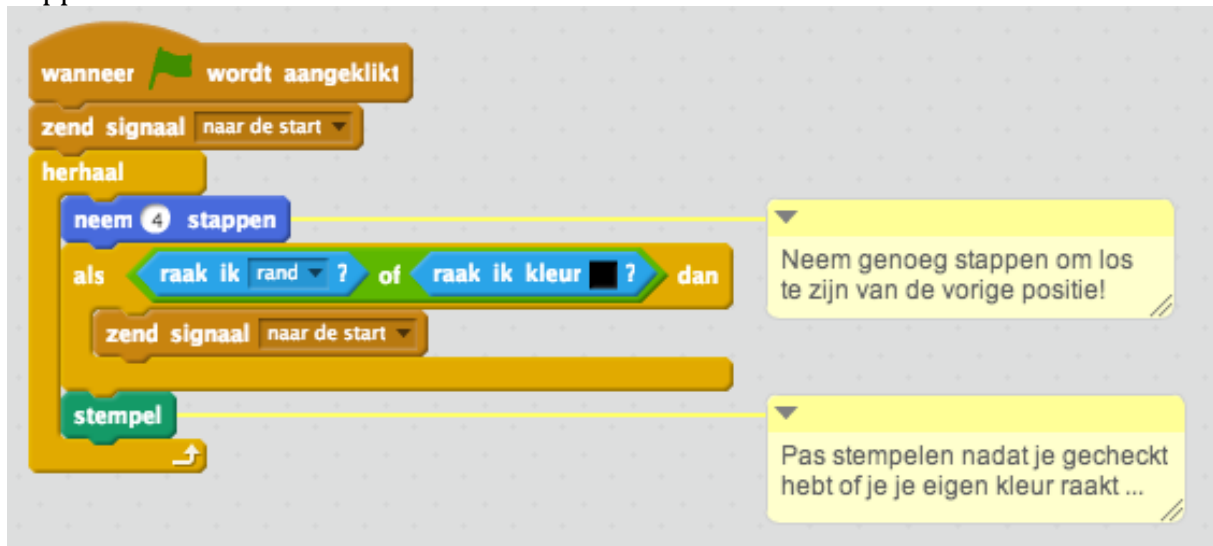 wanneer wordt aangeklikt
zend signaal naar de start
herhaal
neem 4 stappen
als raak ik rand ? of raak ik kleur ? dan
zend signaal naar de start
stempel
Neem genoeg stappen om los
te zijn van de vorige positie!
Pas stempelen nadat je gecheckt
hebt of je je eigen kleur raakt ...